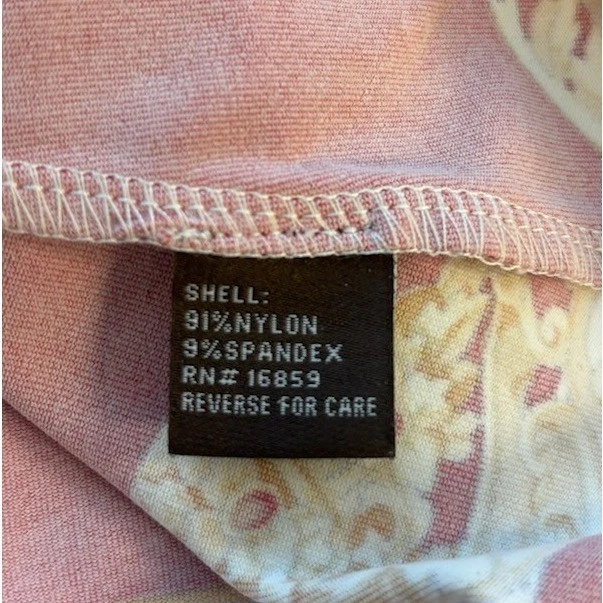 SHELL:
91%NYLON
9%SPANDEX
RN# 16859
REVERSE FOR CARE